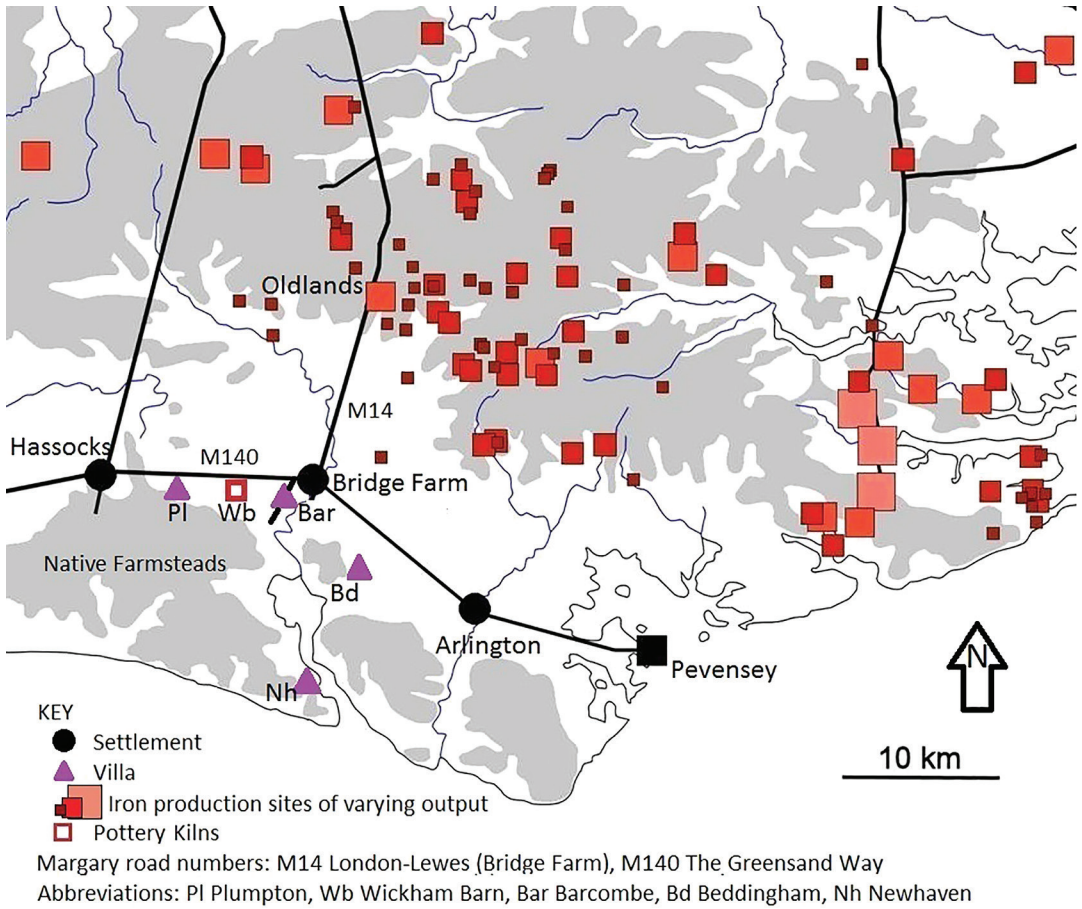 Oldlands
M14
Hassocks
M140
Bridge Farm
Pl
Wb
Bar
Native Farmsteads
Bd
Arlington
N
Pevensey
Nh
KEY
Settlement
10 km
Villa
Iron production sites of varying output
Pottery Kilns
Margary road numbers: M14 London-Lewes (Bridge Farm), M140 The Greensand Way
Abbreviations: Pl Plumpton, Wb Wickham Barn, Bar Barcombe, Bd Beddingham, Nh Newhaven